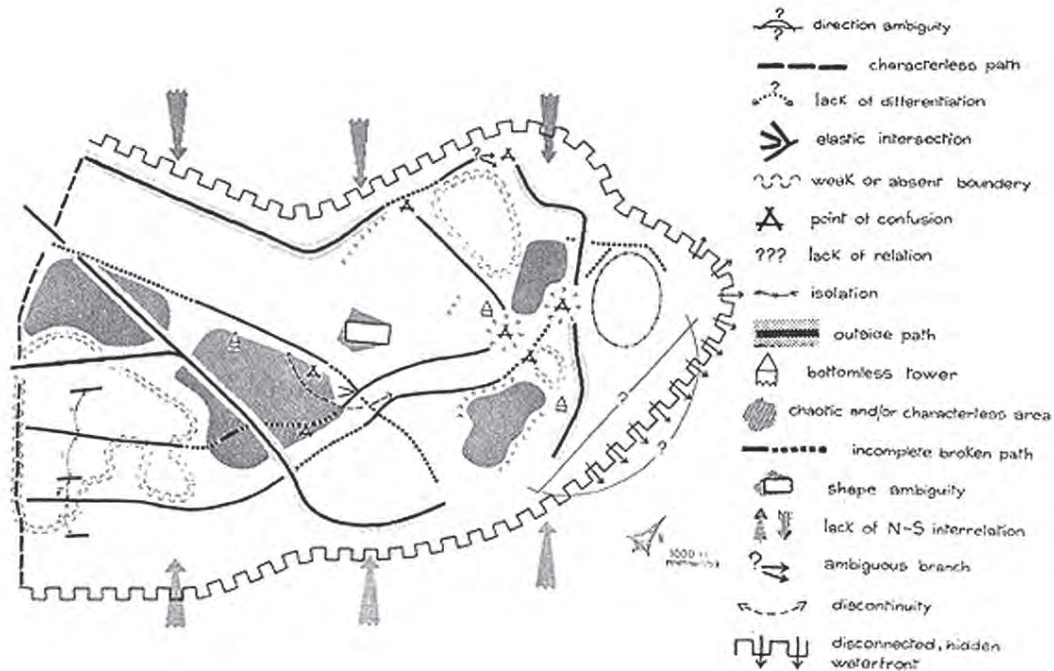 ?
direction ambiguity
?
characterless path
?
lack of differentiation
elastic intersection
weak or absent boundery
point of confusion
??? lack of relation
isolation
outside path
bottomless tower
chaotic and/or characterless area
incomplete broken path
shape ambiguity
lack of N-S interrelation
? ambiguous branch
discontinuity
disconnected, hidden
waterfront
?
?
?
?